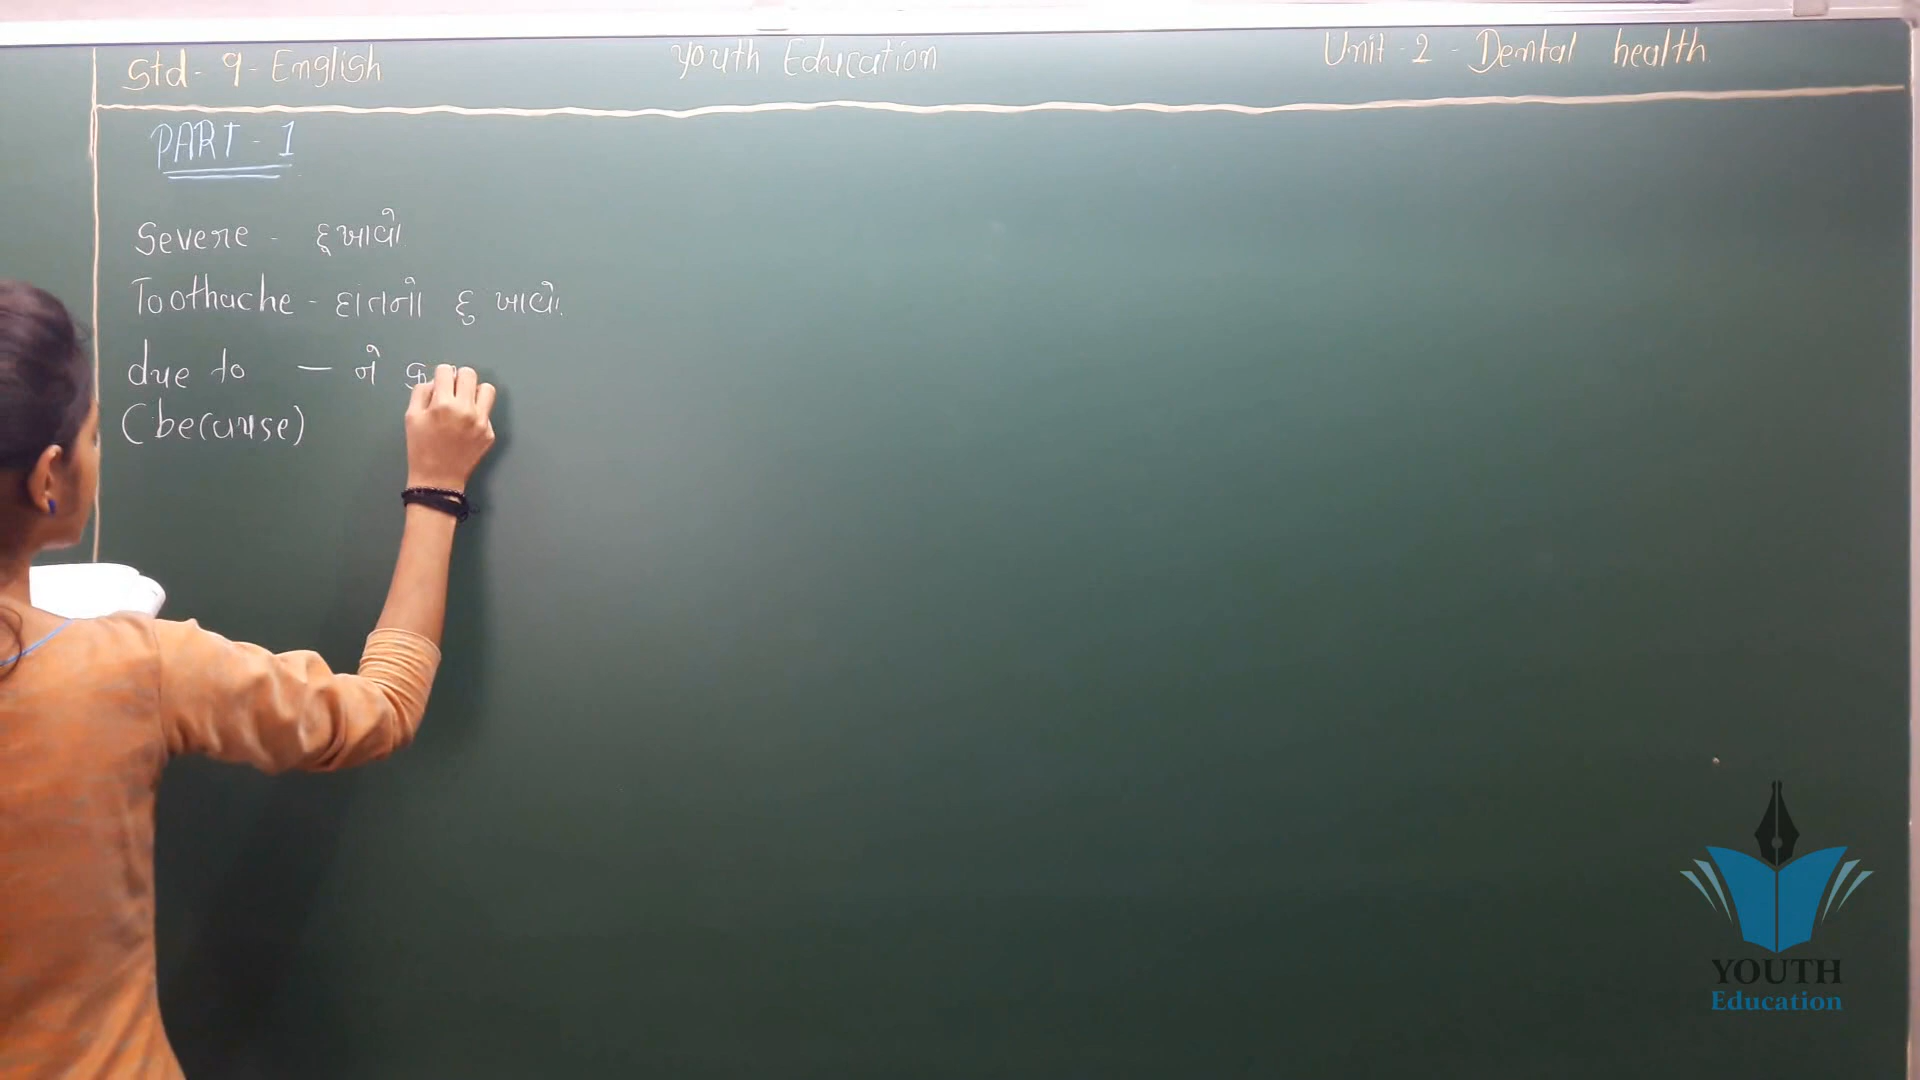 Std - 9 - English
Youth Education
Unit - 2 - Dental health
PART - 1
Severe - દૂખાવો
Toothache - દાંતનો દુખાવો.
due to — ને
(because)
YOUTH
Education